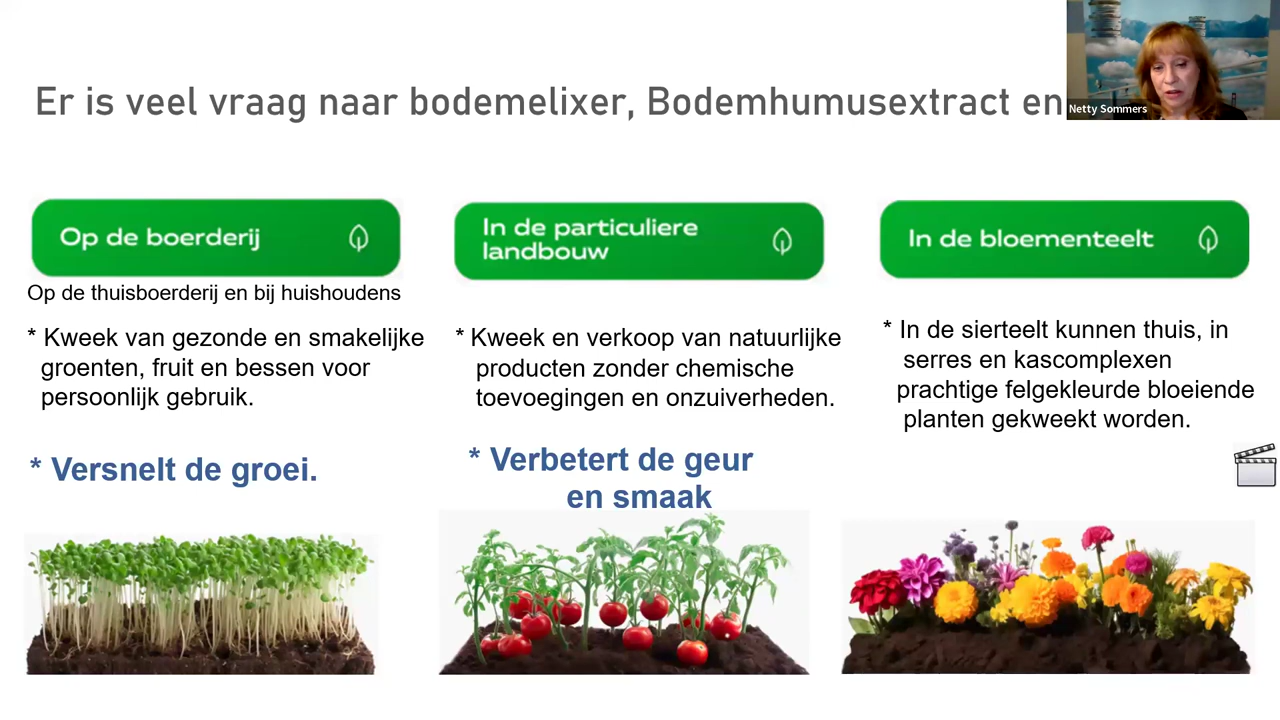 Er is veel vraag naar bodemelixer, Bodemhumusextract en
Netty Sommers
Op de boerderij
Op de thuisboerderij en bij huishoudens
* Kweek van gezonde en smakelijke
groenten, fruit en bessen voor
persoonlijk gebruik.
* Versnelt de groei.
In de particuliere
landbouw
* Kweek en verkoop van natuurlijke
producten zonder chemische
toevoegingen en onzuiverheden.
* Verbetert de geur
en smaak
In de bloementeelt
* In de sierteelt kunnen thuis, in
serres en kascomplexen
prachtige felgekleurde bloeiende
planten gekweekt worden.